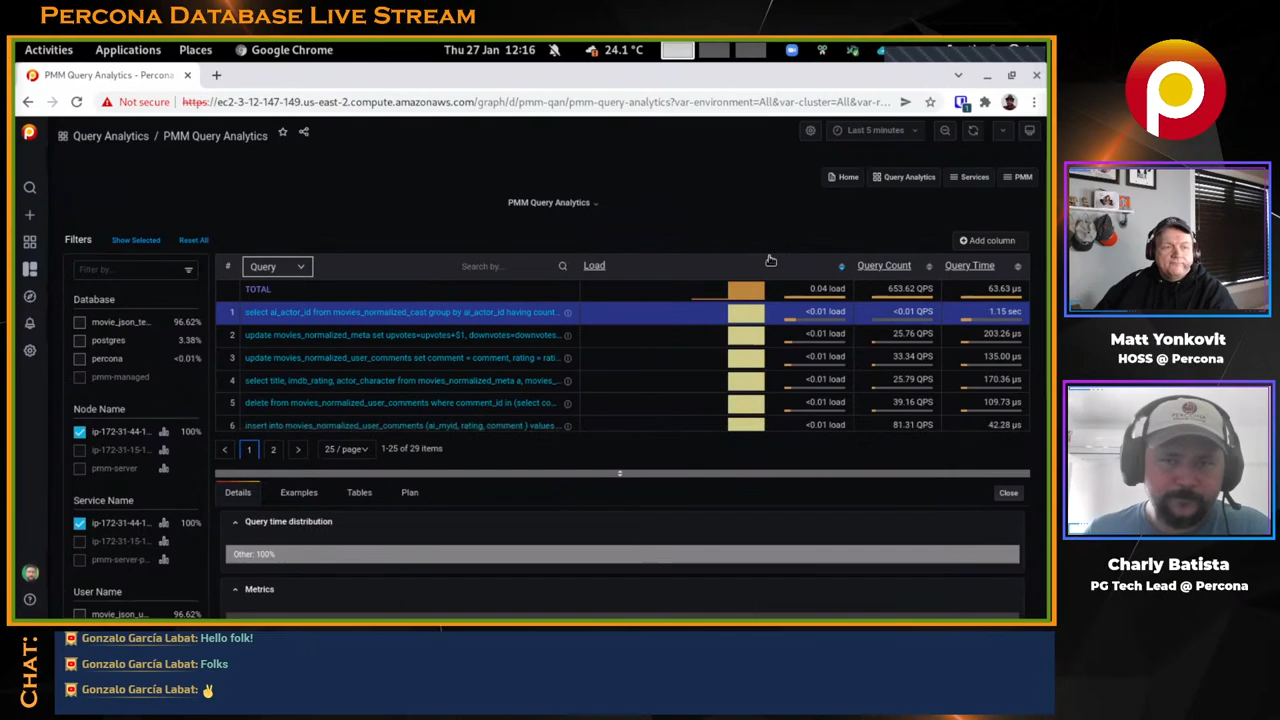 PERCONA DATABASE LIVE STREAM
Activities Applications Places Google Chrome Thu 27 Jan 12:16 24.1 °C
PMM Query Analytics - Percona
Not secure https://ec2-3-12-147-149.us-east-2.compute.amazonaws.com/graph/d/pmm-qan/pmm-query-analytics?var-environment=All&var-cluster=All&var-r...
Query Analytics / PMM Query Analytics Last 5 minutes
Home Query Analytics Services PMM
PMM Query Analytics
Filters Show Selected Reset All
Add column
Filter by...
# Query Search by... Load Query Count Query Time
TOTAL 0.04 load 653.62 QPS 63.63 µs
1 select ai_actor_id from movies_normalized_cast group by ai_actor_id having count... <0.01 load <0.01 QPS 1.15 sec
2 update movies_normalized_meta set upvotes=upvotes+$1, downvotes=downvotes... <0.01 load 25.76 QPS 203.26 µs
3 update movies_normalized_user_comments set comment = comment, rating = rati... <0.01 load 33.34 QPS 135.00 µs
4 select title, imdb_rating, actor_character from movies_normalized_meta a, movies_... <0.01 load 25.79 QPS 170.36 µs
5 delete from movies_normalized_user_comments where comment_id in (select co... <0.01 load 39.16 QPS 109.73 µs
6 insert into movies_normalized_user_comments (ai_myid, rating, comment ) values... <0.01 load 81.31 QPS 42.28 µs
1 2 25 / page 1-25 of 29 items
Database
movie_json_te... 96.62%
postgres 3.38%
percona <0.01%
pmm-managed
Node Name
ip-172-31-44-1... 100%
ip-172-31-15-1...
pmm-server
Service Name
ip-172-31-44-1... 100%
ip-172-31-15-1...
pmm-server-p...
User Name
movie_json_u... 96.62%
Details Examples Tables Plan Close
Query time distribution
Other: 100%
Metrics
Matt Yonkovit
HOSS @ Percona
Charly Batista
PG Tech Lead @ Percona
CHAT:
Gonzalo García Labat: Hello folk!
Gonzalo García Labat: Folks
Gonzalo García Labat: ✌